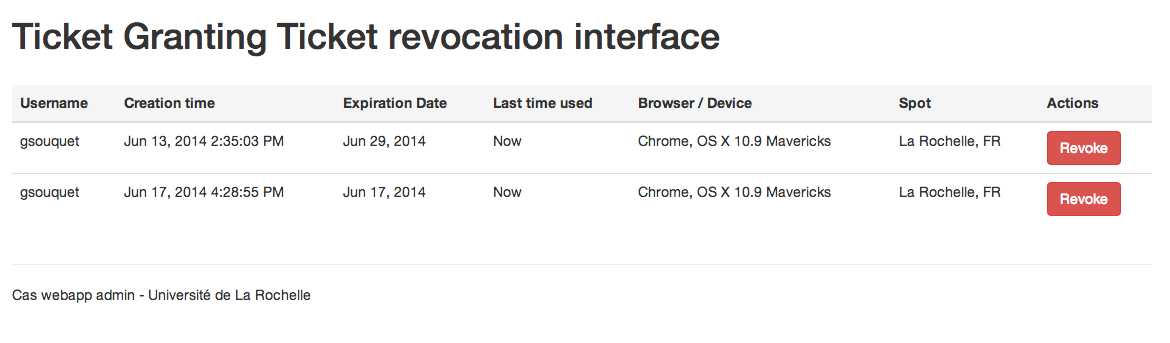 Ticket Granting Ticket revocation interface
Username Creation time Expiration Date Last time used Browser / Device Spot Actions
gsouquet Jun 13, 2014 2:35:03 PM Jun 29, 2014 Now Chrome, OS X 10.9 Mavericks La Rochelle, FR Revoke
gsouquet Jun 17, 2014 4:28:55 PM Jun 17, 2014 Now Chrome, OS X 10.9 Mavericks La Rochelle, FR Revoke
Cas webapp admin - Université de La Rochelle